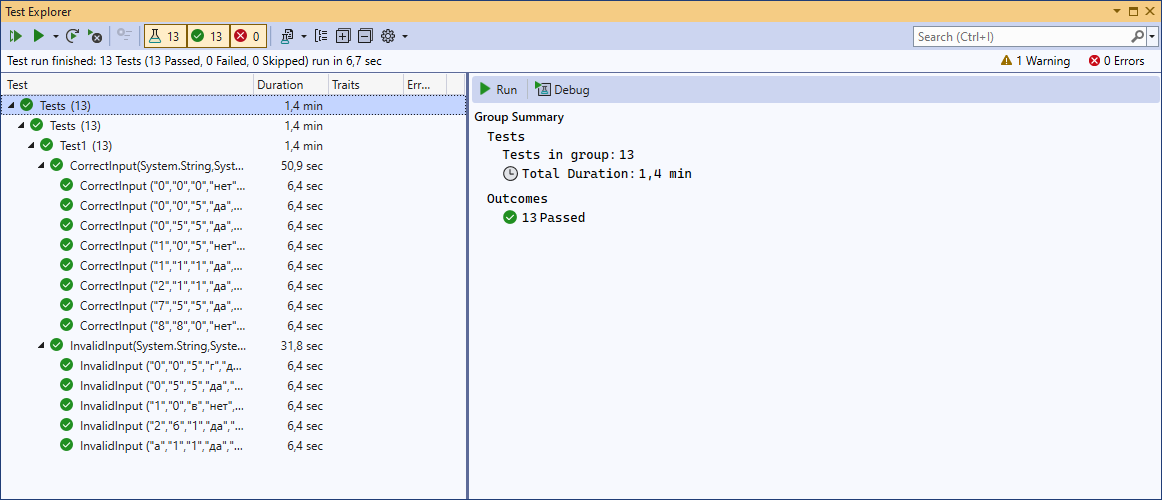 Test Explorer
13 13 0
Search (Ctrl+I)
Test run finished: 13 Tests (13 Passed, 0 Failed, 0 Skipped) run in 6,7 sec
1 Warning
0 Errors
Test Duration Traits Err...
Tests (13) 1,4 min
Tests (13) 1,4 min
Test1 (13) 1,4 min
CorrectInput(System.String,Syst... 50,9 sec
CorrectInput ("0","0","0","нет"... 6,4 sec
CorrectInput ("0","0","5","да",... 6,4 sec
CorrectInput ("0","5","5","да",... 6,4 sec
CorrectInput ("1","0","5","нет"... 6,4 sec
CorrectInput ("1","1","1","да",... 6,4 sec
CorrectInput ("2","1","1","да",... 6,4 sec
CorrectInput ("7","5","5","да",... 6,4 sec
CorrectInput ("8","8","0","нет"... 6,4 sec
InvalidInput(System.String,Syste... 31,8 sec
InvalidInput ("0","0","5","г","д... 6,4 sec
InvalidInput ("0","5","5","да","... 6,4 sec
InvalidInput ("1","0","в","нет",... 6,4 sec
InvalidInput ("2","б","1","да","... 6,4 sec
InvalidInput ("а","1","1","да","... 6,4 sec
Run Debug
Group Summary
Tests
Tests in group: 13
Total Duration: 1,4 min
Outcomes
13 Passed